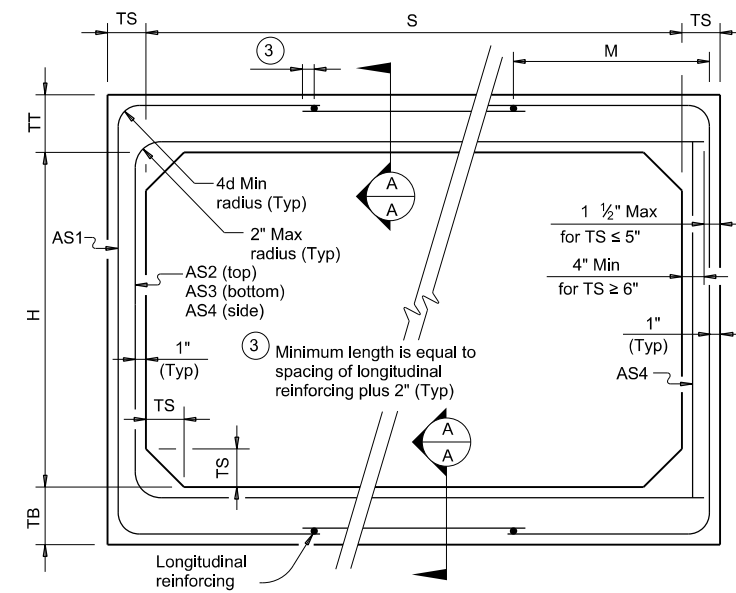 TS
S
TS
3
M
TT
4d Min
radius (Typ)
A
A
2" Max
radius (Typ)
1 ½" Max
for TS ≤ 5"
AS1
AS2 (top)
AS3 (bottom)
AS4 (side)
4" Min
for TS ≥ 6"
H
1"
(Typ)
3
Minimum length is equal to
spacing of longitudinal
reinforcing plus 2" (Typ)
1"
(Typ)
AS4
TS
A
A
TS
TB
Longitudinal
reinforcing